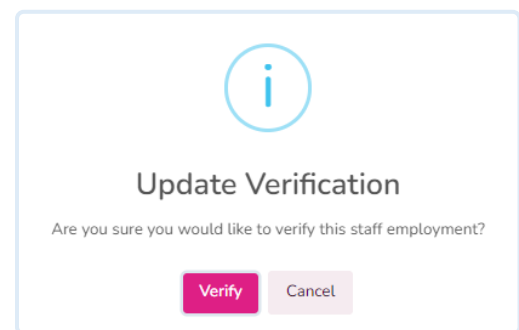 Update Verification
Are you sure you would like to verify this staff employment?
Verify Cancel